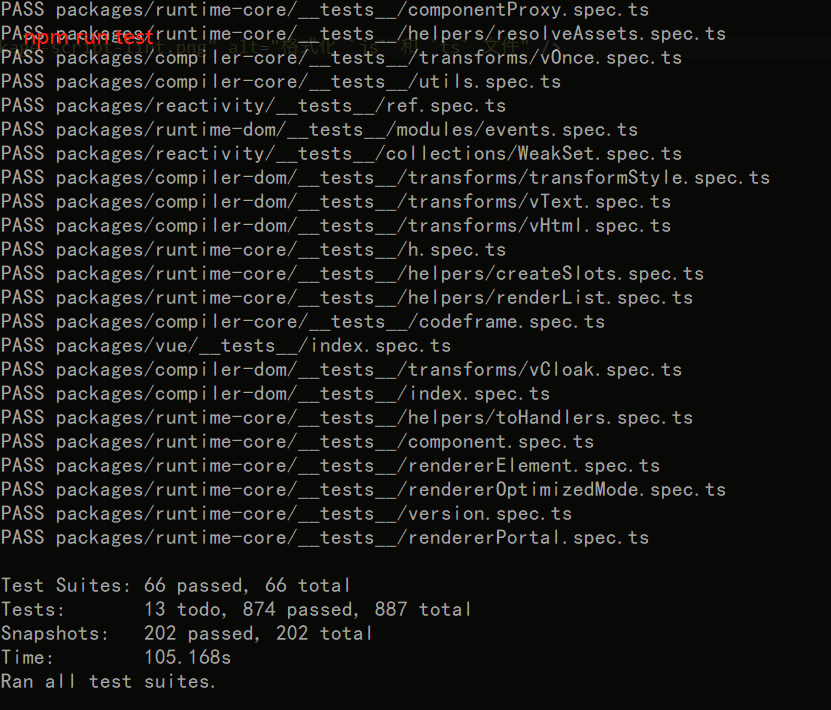 PASS packages/runtime-core/__tests__/componentProxy.spec.ts
PASS packages/runtime-core/__tests__/helpers/resolveAssets.spec.ts
npm run test
PASS packages/compiler-core/__tests__/transforms/vOnce.spec.ts
PASS packages/compiler-core/__tests__/utils.spec.ts
PASS packages/reactivity/__tests__/ref.spec.ts
PASS packages/runtime-dom/__tests__/modules/events.spec.ts
PASS packages/reactivity/__tests__/collections/WeakSet.spec.ts
PASS packages/compiler-dom/__tests__/transforms/transformStyle.spec.ts
PASS packages/compiler-dom/__tests__/transforms/vText.spec.ts
PASS packages/compiler-dom/__tests__/transforms/vHtml.spec.ts
PASS packages/runtime-core/__tests__/h.spec.ts
PASS packages/runtime-core/__tests__/helpers/createSlots.spec.ts
PASS packages/runtime-core/__tests__/helpers/renderList.spec.ts
PASS packages/compiler-core/__tests__/codeframe.spec.ts
PASS packages/vue/__tests__/index.spec.ts
PASS packages/compiler-dom/__tests__/transforms/vCloak.spec.ts
PASS packages/compiler-dom/__tests__/index.spec.ts
PASS packages/runtime-core/__tests__/helpers/toHandlers.spec.ts
PASS packages/runtime-core/__tests__/component.spec.ts
PASS packages/runtime-core/__tests__/rendererElement.spec.ts
PASS packages/runtime-core/__tests__/rendererOptimizedMode.spec.ts
PASS packages/runtime-core/__tests__/version.spec.ts
PASS packages/runtime-core/__tests__/rendererPortal.spec.ts
Test Suites: 66 passed, 66 total
Tests: 13 todo, 874 passed, 887 total
Snapshots: 202 passed, 202 total
Time: 105.168s
Ran all test suites.